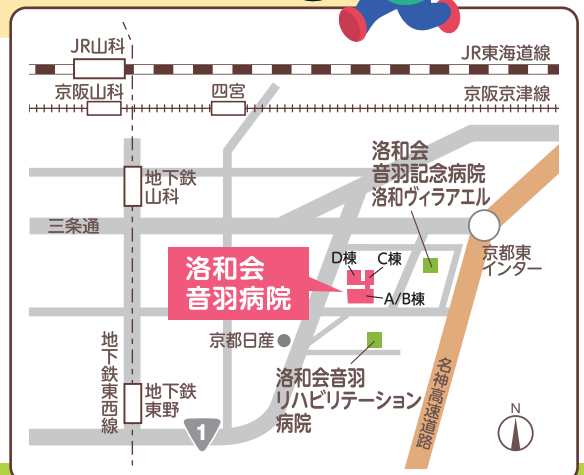 JR山科
JR東海道線
京阪山科
四宮
京阪京津線
洛和会
音羽記念病院
洛和ヴィラアエル
地下鉄
山科
三条通
京都東
インター
D棟
C棟
洛和会
音羽病院
A/B棟
京都日産
地下鉄東西線
洛和会音羽
リハビリテーション
病院
名神高速道路
地下鉄
東野
1
N